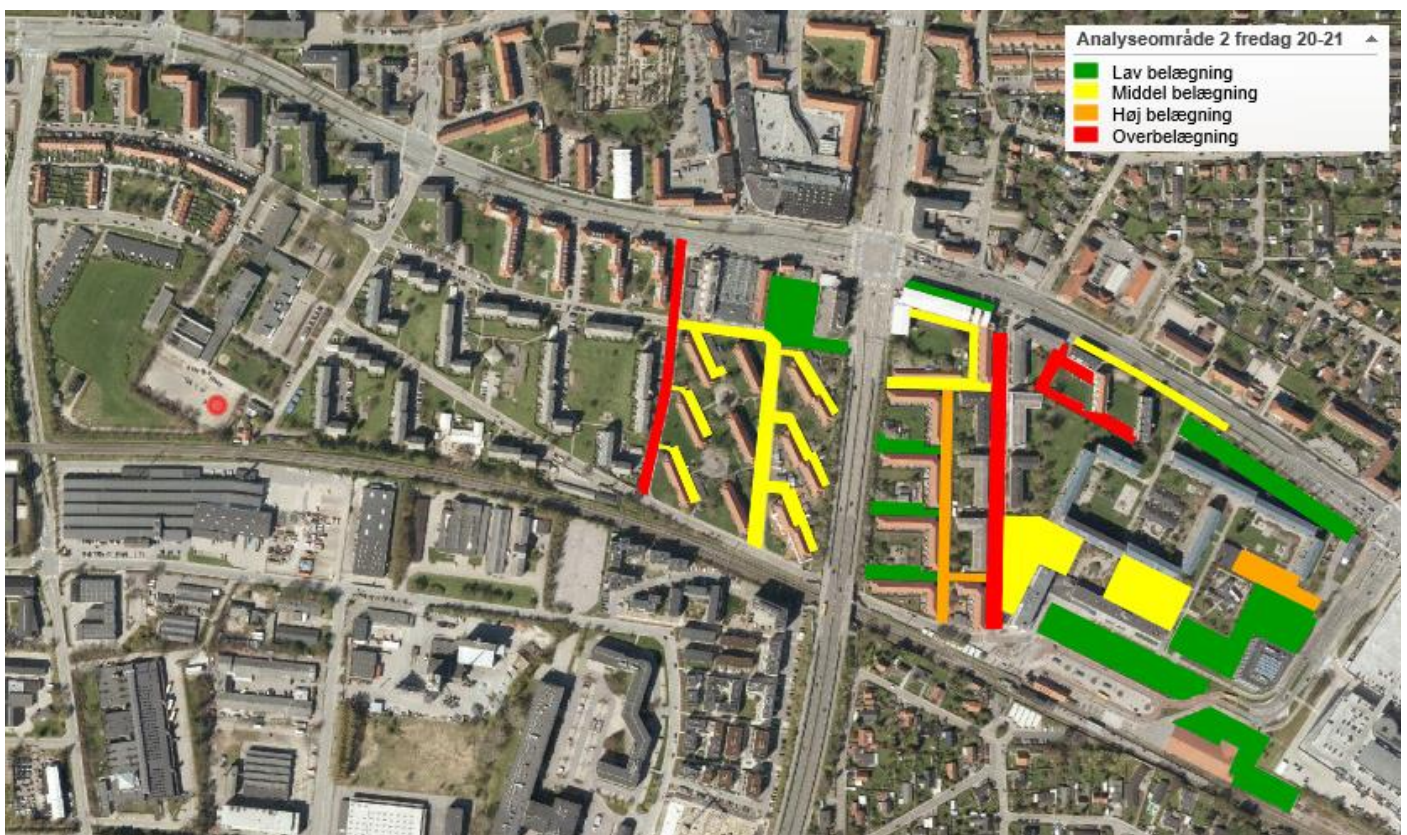 Analyseområde 2 fredag 20-21
Lav belægning
Middel belægning
Høj belægning
Overbelægning